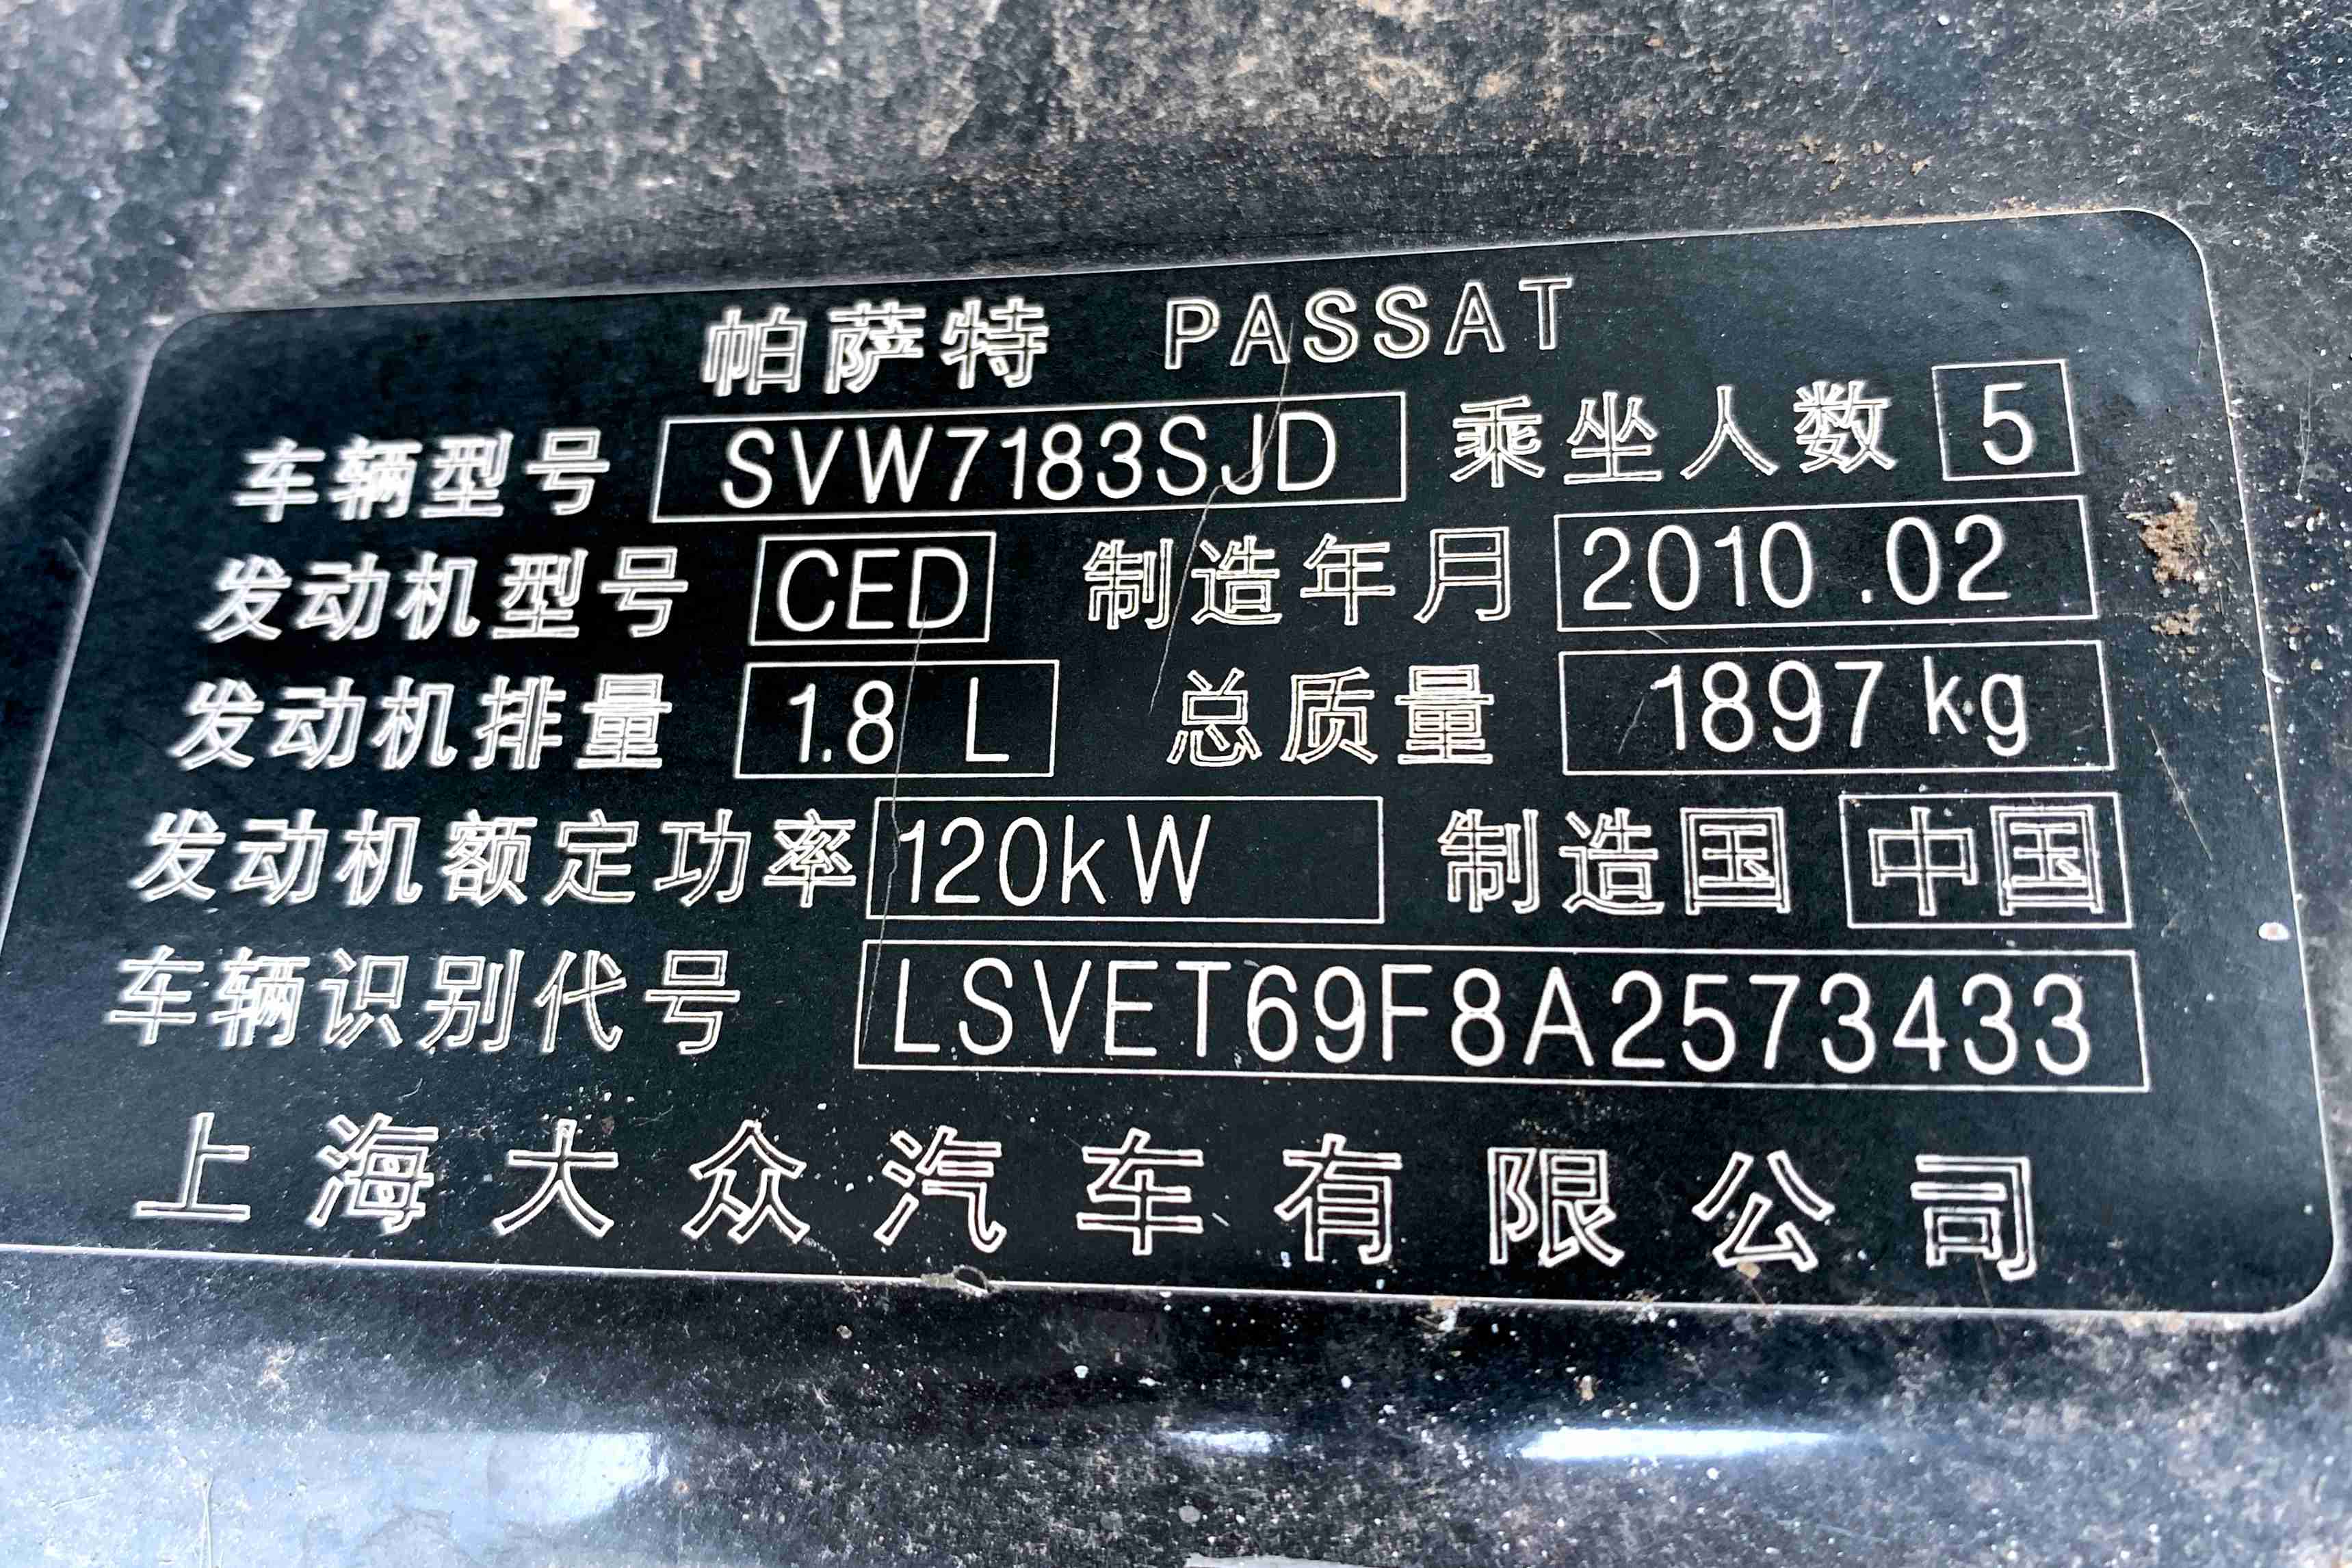 帕萨特 PASSAT
车辆型号 SVW7183SJD 乘坐人数 5
发动机型号 CED 制造年月 2010.02
发动机排量 1.8 L 总质量 1897 kg
发动机额定功率 120kW 制造国 中国
车辆识别代号 LSVET69F8A2573433
上海大众汽车有限公司